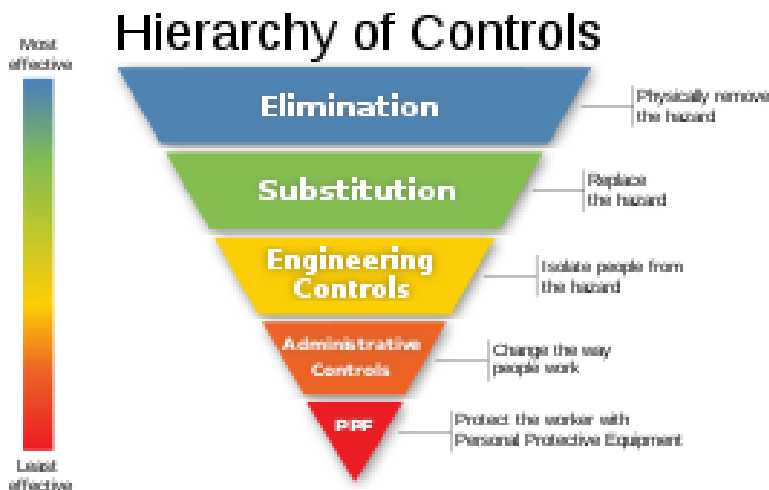 Hierarchy of Controls
Most
effective
Elimination
Physically remove
the hazard
Substitution
Replace
the hazard
Engineering
Controls
Isolate people from
the hazard
Administrative
Controls
Change the way
people work
PPE
Protect the worker with
Personal Protective Equipment
Least
effective